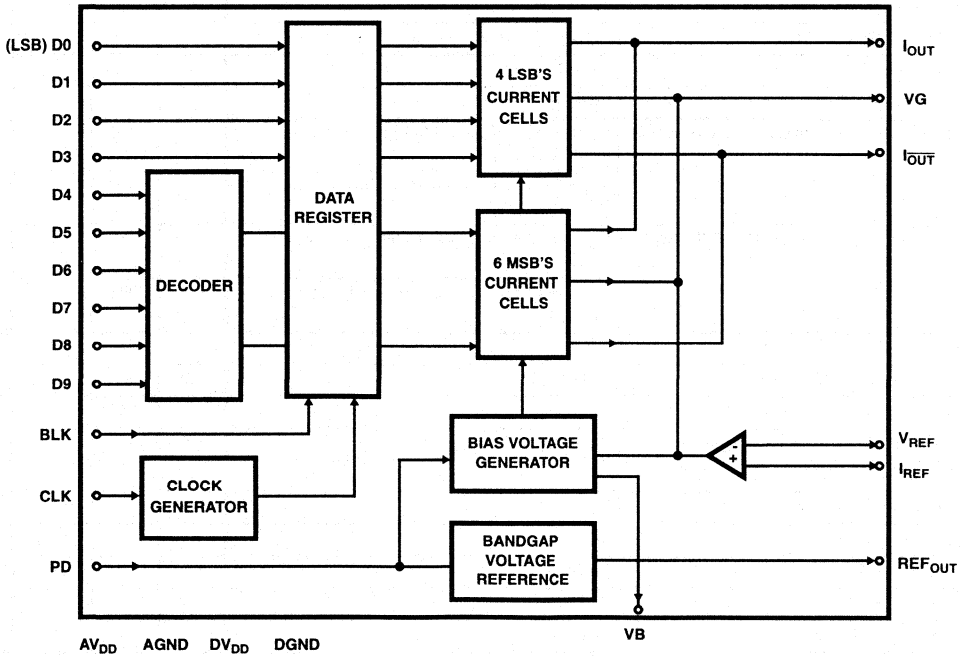 (LSB) D0
D1
D2
D3
D4
D5
D6
D7
D8
D9
BLK
CLK
PD
DECODER
CLOCK
GENERATOR
DATA
REGISTER
4 LSB'S
CURRENT
CELLS
6 MSB'S
CURRENT
CELLS
BIAS VOLTAGE
GENERATOR
BANDGAP
VOLTAGE
REFERENCE
-
+
IOUT
VG
I̅O̅U̅T̅
VREF
IREF
REFOUT
VB
AVDD AGND DVDD DGND